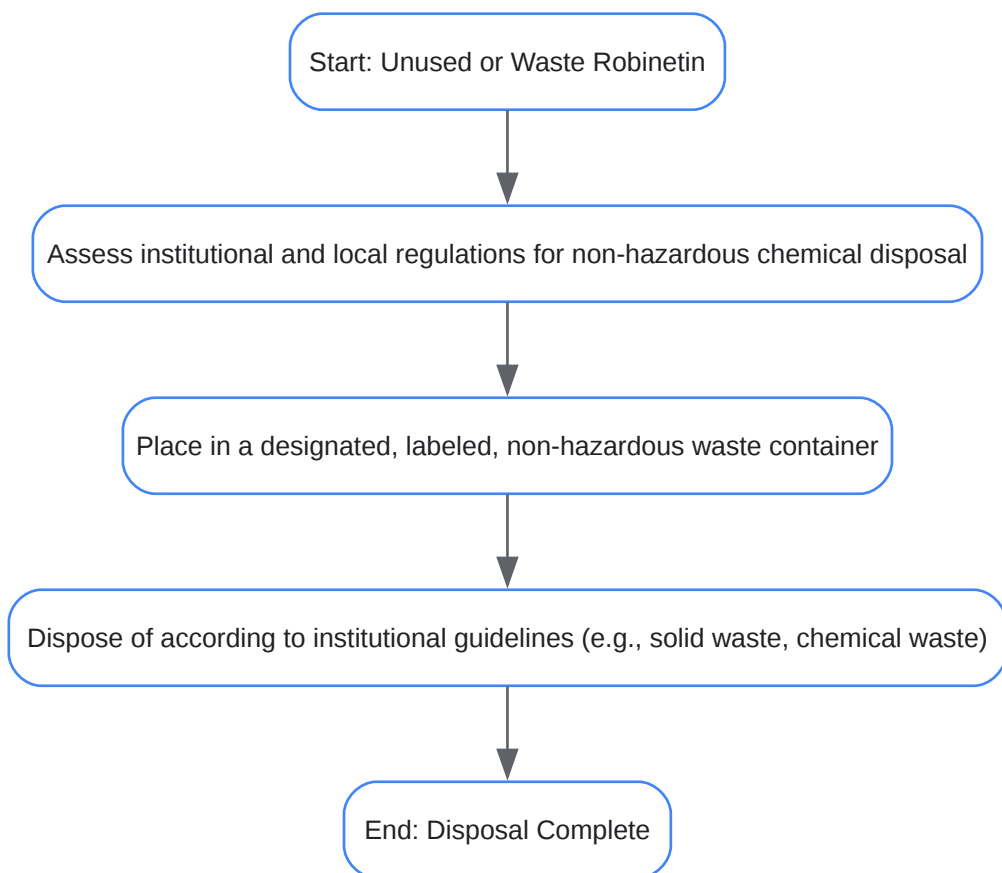 Start: Unused or Waste Robinetin
Assess institutional and local regulations for non-hazardous chemical disposal
Place in a designated, labeled, non-hazardous waste container
Dispose of according to institutional guidelines (e.g., solid waste, chemical waste)
End: Disposal Complete